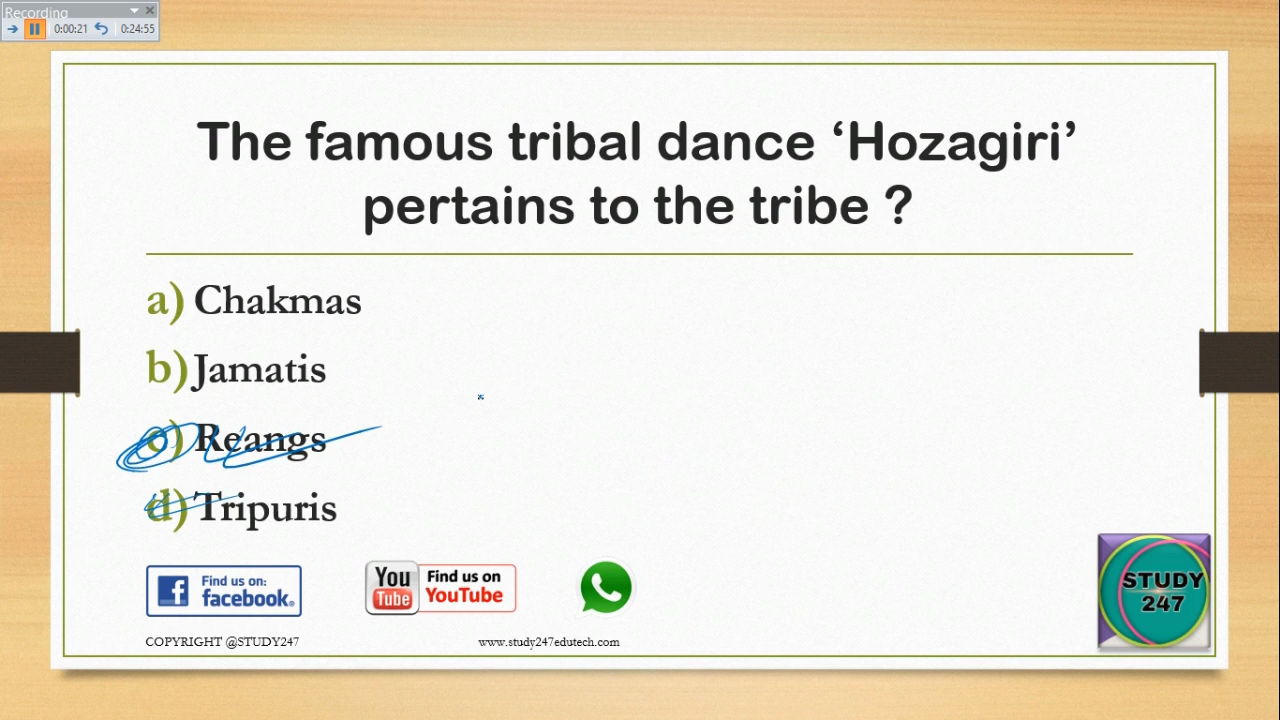 Recording
0:00:21 0:24:55
The famous tribal dance ‘Hozagiri’
pertains to the tribe ?
a) Chakmas
b) Jamatis
c) Reangs
d) Tripuris
Find us on:
facebook.
You
Tube
Find us on
YouTube
STUDY
247
COPYRIGHT @STUDY247
www.study247edutech.com